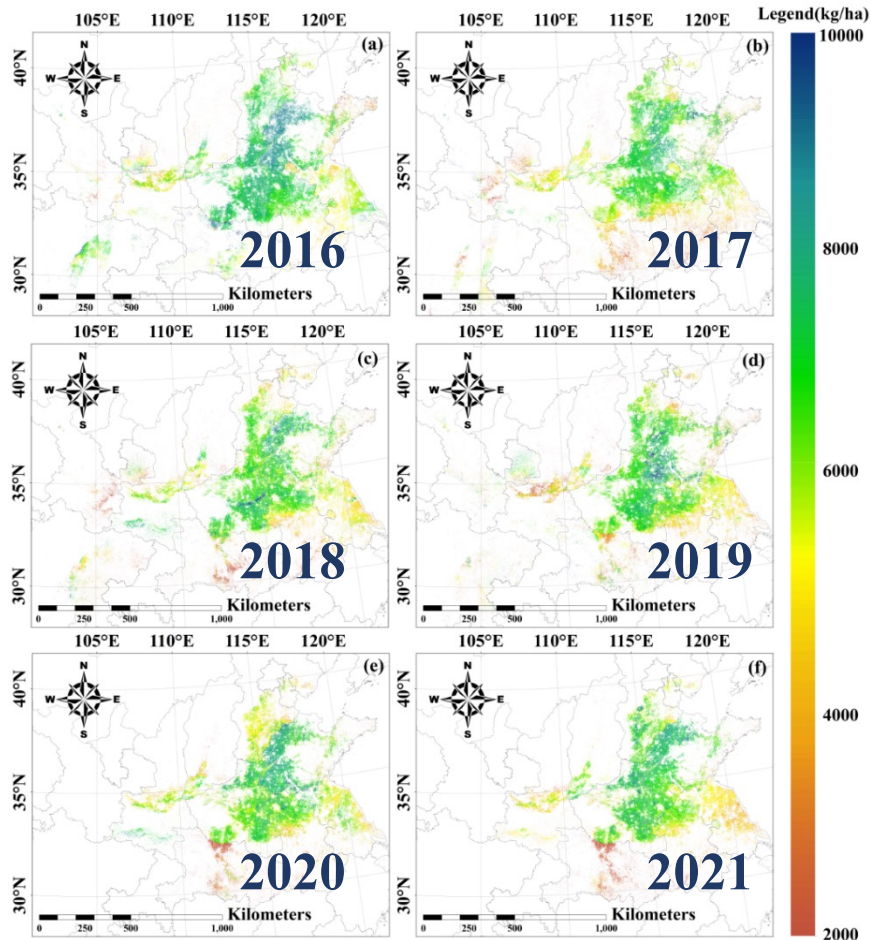 105°E 110°E 115°E 120°E
105°E 110°E 115°E 120°E
Legend(kg/ha)
40°N
35°N
30°N
N
W E
S
(a)
2016
Kilometers
0 250 500 1,000
N
W E
S
(b)
2017
Kilometers
0 250 500 1,000
10000
8000
6000
4000
2000
105°E 110°E 115°E 120°E
105°E 110°E 115°E 120°E
40°N
35°N
30°N
N
W E
S
(c)
2018
Kilometers
0 250 500 1,000
N
W E
S
(d)
2019
Kilometers
0 250 500 1,000
105°E 110°E 115°E 120°E
105°E 110°E 115°E 120°E
40°N
35°N
30°N
N
W E
S
(e)
2020
Kilometers
0 250 500 1,000
N
W E
S
(f)
2021
Kilometers
0 250 500 1,000
40°N
35°N
30°N
40°N
35°N
30°N
40°N
35°N
30°N